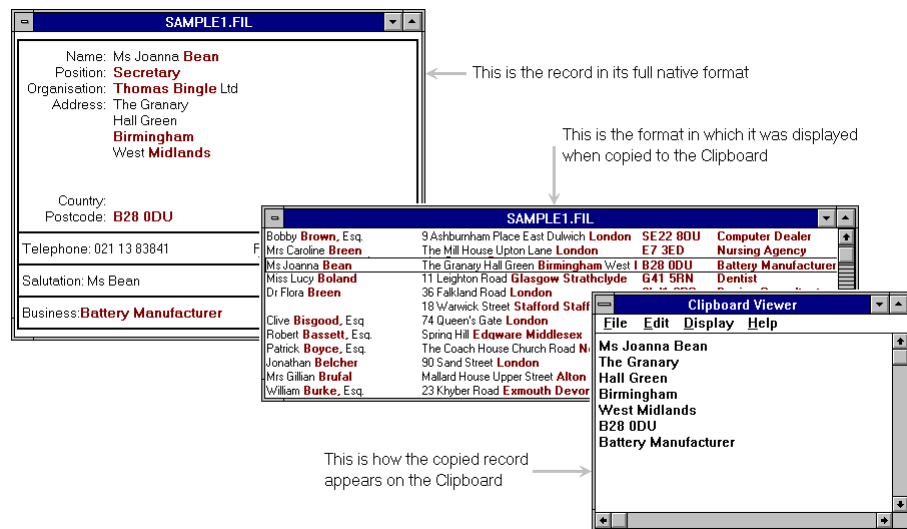 SAMPLE1.FIL
Name: Ms Joanna Bean
Position: Secretary
Organisation: Thomas Bingle Ltd
Address: The Granary
Hall Green
Birmingham
West Midlands
Country:
Postcode: B28 0DU
Telephone: 021 13 83841
Salutation: Ms Bean
Business:Battery Manufacturer
This is the record in its full native format
This is the format in which it was displayed
when copied to the Clipboard
SAMPLE1.FIL
Bobby Brown, Esq. 9 Ashburnham Place East Dulwich London SE22 8OU Computer Dealer
Mrs Caroline Breen The Mill House Upton Lane London E7 3ED Nursing Agency
Ms Joanna Bean The Granary Hall Green Birmingham West B28 0DU Battery Manufacturer
Miss Lucy Boland 11 Leighton Road Glasgow Strathclyde G41 5RN Dentist
Dr Flora Breen 36 Falkland Road London
18 Warwick Street Stafford Staff
Clive Bisgood, Esq 74 Queen's Gate London
Robert Bassett, Esq. Spring Hill Edgware Middlesex
Patrick Boyce, Esq. The Coach House Church Road
Jonathan Belcher 90 Sand Street London
Mrs Gillian Brufal Mallard House Upper Street Alton
William Burke, Esq. 23 Khyber Road Exmouth Devon
Clipboard Viewer
File Edit Display Help
Ms Joanna Bean
The Granary
Hall Green
Birmingham
West Midlands
B28 0DU
Battery Manufacturer
This is how the copied record
appears on the Clipboard